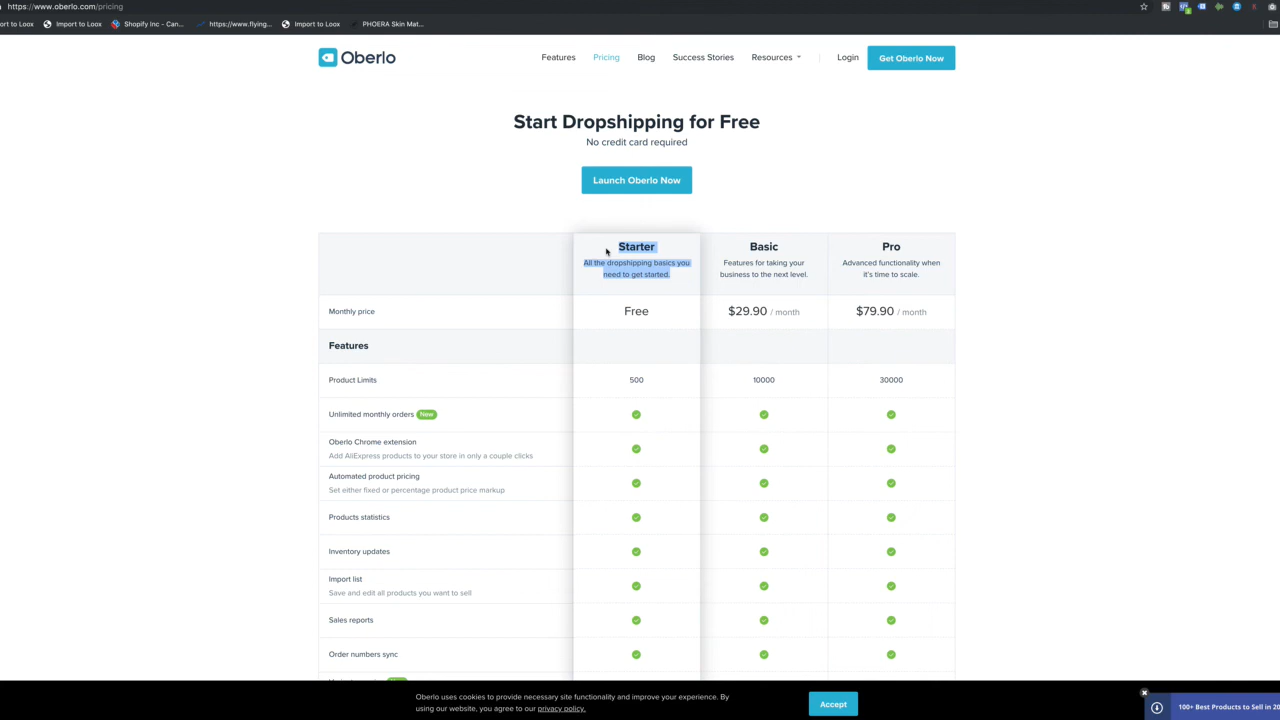 https://www.oberlo.com/pricing
ort to Loox Import to Loox Shopify Inc - Can... https://www.flying... Import to Loox PHOERA Skin Mat...
Oberlo Features Pricing Blog Success Stories Resources Login Get Oberlo Now
Start Dropshipping for Free
No credit card required
Launch Oberlo Now
Starter Basic Pro
All the dropshipping basics you Features for taking your Advanced functionality when
need to get started. business to the next level. it's time to scale.
Monthly price Free $29.90 / month $79.90 / month
Features
Product Limits 500 10000 30000
Unlimited monthly orders New
Oberlo Chrome extension
Add AliExpress products to your store in only a couple clicks
Automated product pricing
Set either fixed or percentage product price markup
Products statistics
Inventory updates
Import list
Save and edit all products you want to sell
Sales reports
Order numbers sync
Oberlo uses cookies to provide necessary site functionality and improve your experience. By
using our website, you agree to our privacy policy.
Accept
100+ Best Products to Sell in 20